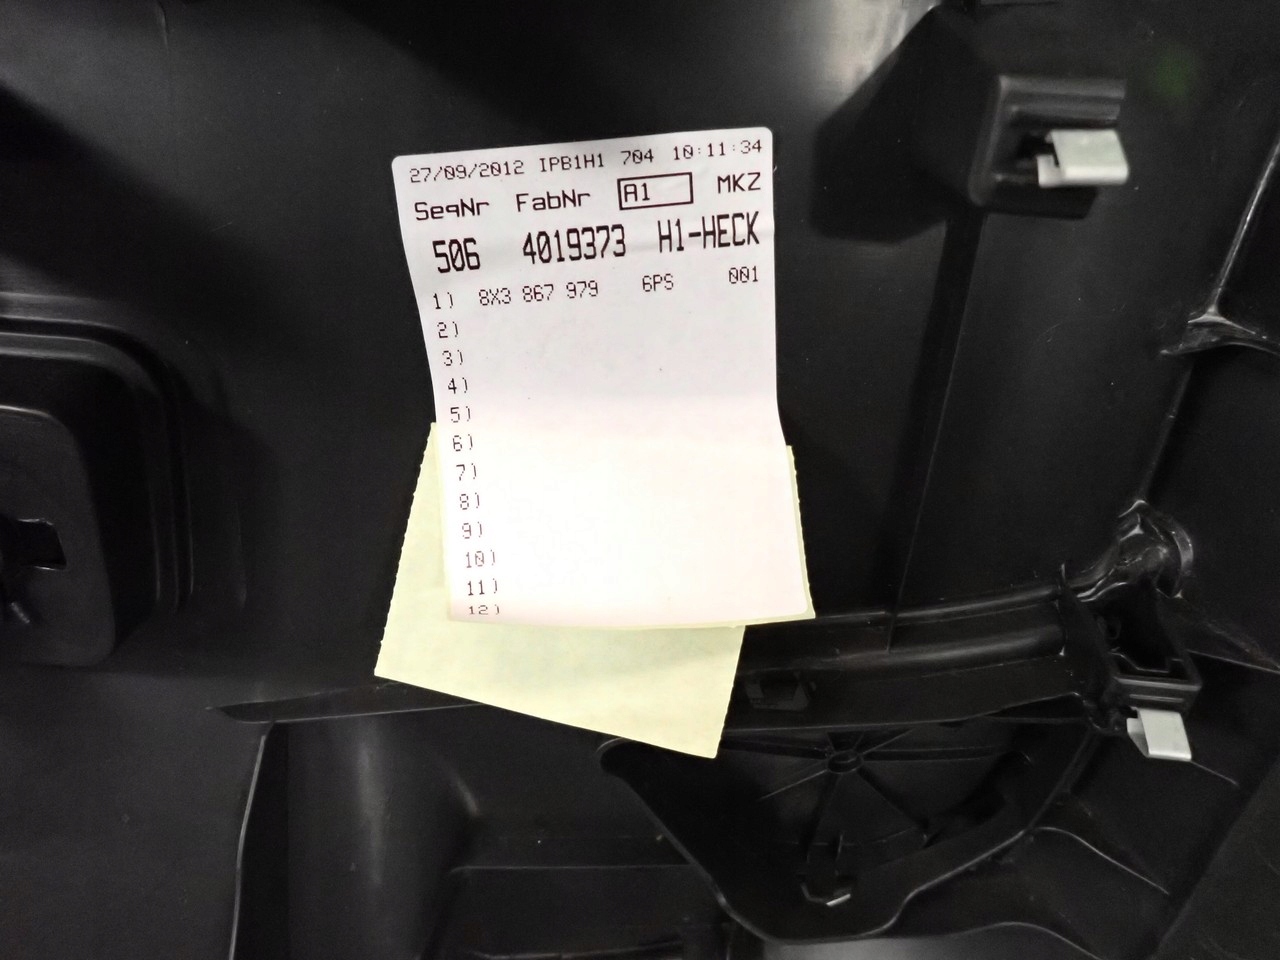 27/09/2012 IPB1H1 704 10:11:34
SeqNr FabNr A1 MKZ
506 4019373 H1-HECK
1) 8X3 867 979 6PS 001
2)
3)
4)
5)
6)
7)
8)
9)
10)
11)
12)